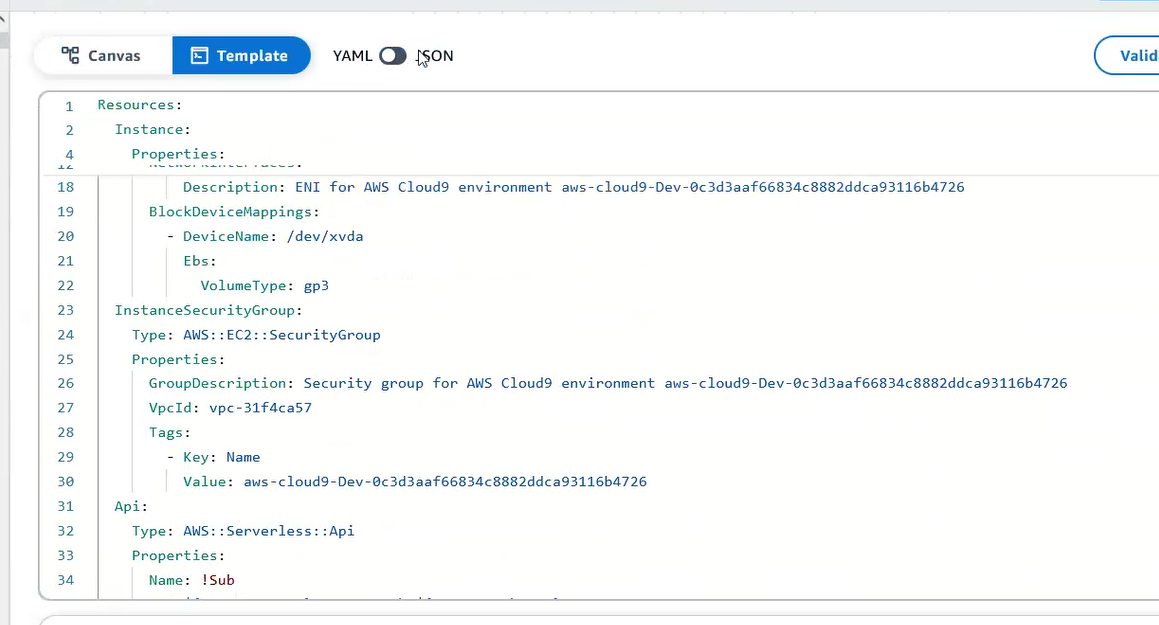 Canvas Template YAML JSON Valid
1 Resources:
2 Instance:
4 Properties:
12 NetworkInterfaces:
18 Description: ENI for AWS Cloud9 environment aws-cloud9-Dev-0c3d3aaf66834c8882ddca93116b4726
19 BlockDeviceMappings:
20 - DeviceName: /dev/xvda
21 Ebs:
22 VolumeType: gp3
23 InstanceSecurityGroup:
24 Type: AWS::EC2::SecurityGroup
25 Properties:
26 GroupDescription: Security group for AWS Cloud9 environment aws-cloud9-Dev-0c3d3aaf66834c8882ddca93116b4726
27 VpcId: vpc-31f4ca57
28 Tags:
29 - Key: Name
30 Value: aws-cloud9-Dev-0c3d3aaf66834c8882ddca93116b4726
31 Api:
32 Type: AWS::Serverless::Api
33 Properties:
34 Name: !Sub